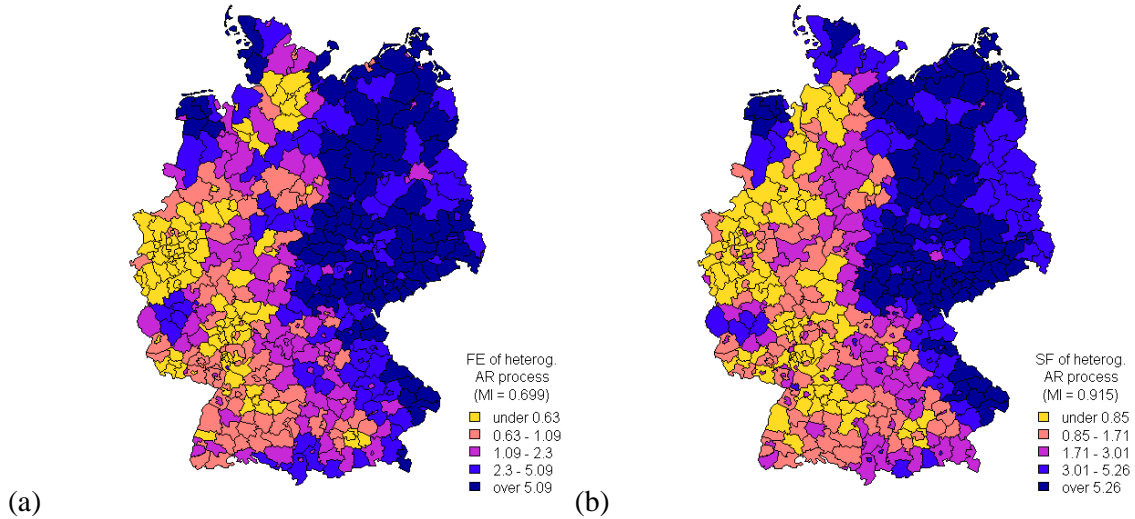 FE of heterog.
AR process
(MI = 0.699)
under 0.63
0.63 - 1.09
1.09 - 2.3
2.3 - 5.09
over 5.09
(a)
SF of heterog.
AR process
(MI = 0.915)
under 0.85
0.85 - 1.71
1.71 - 3.01
3.01 - 5.26
over 5.26
(b)